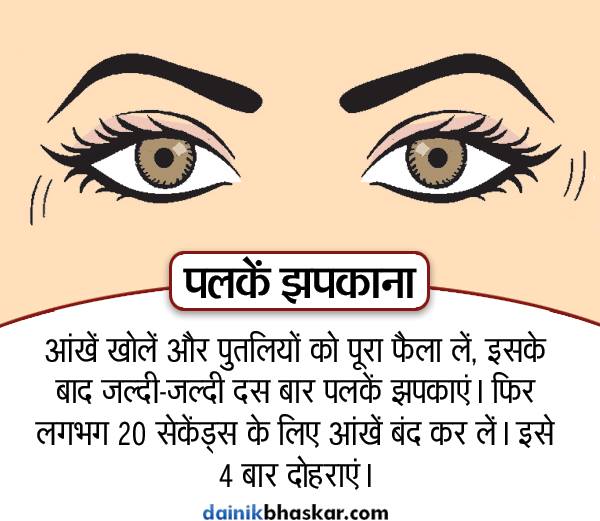 पलकें झपकाना
आंखें खोलें और पुतलियों को पूरा फैला लें, इसके
बाद जल्दी-जल्दी दस बार पलकें झपकाएं। फिर
लगभग 20 सेकेंड्स के लिए आंखें बंद कर लें। इसे
4 बार दोहराएं।
dainikbhaskar.com